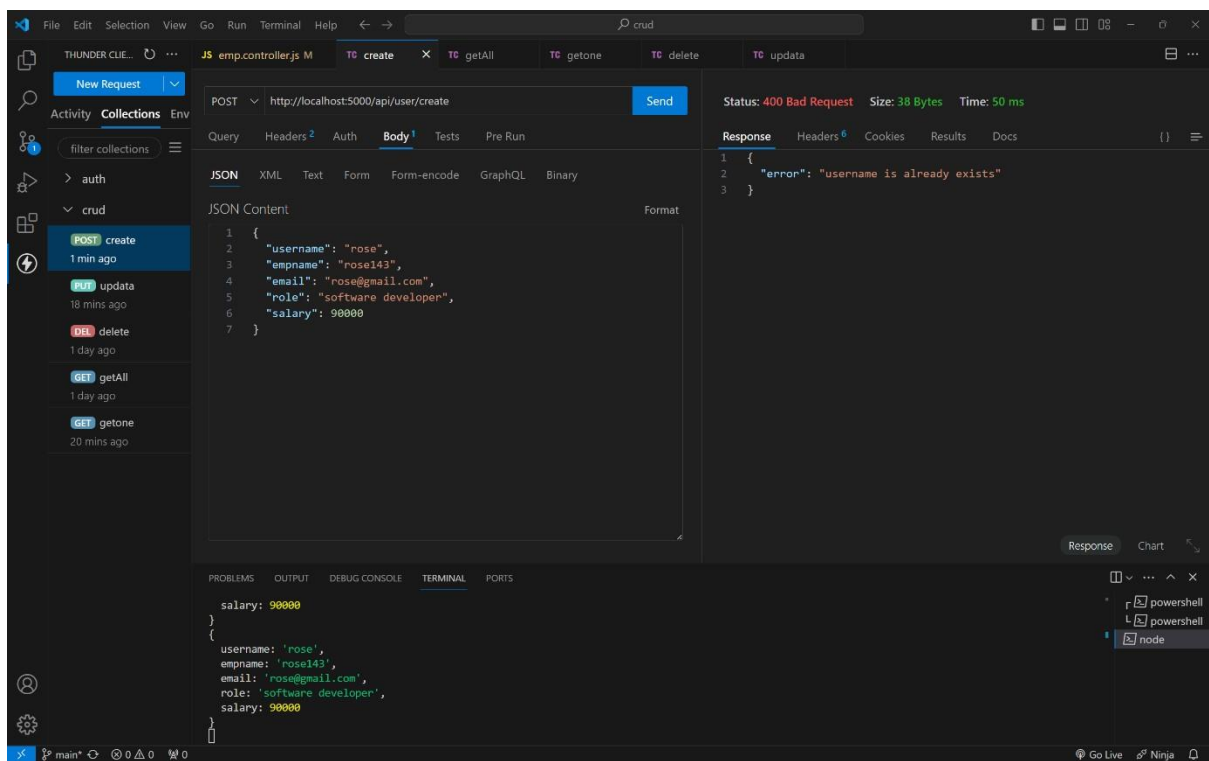 File Edit Selection View Go Run Terminal Help
crud
THUNDER CLIE...
JS emp.controller.js M
TC create
TC getAll
TC getone
TC delete
TC updata
New Request
Activity Collections Env
filter collections
auth
crud
POST create
1 min ago
PUT updata
18 mins ago
DEL delete
1 day ago
GET getAll
1 day ago
GET getone
20 mins ago
POST http://localhost:5000/api/user/create Send
Query Headers 2 Auth Body 1 Tests Pre Run
JSON XML Text Form Form-encode GraphQL Binary
JSON Content Format
1 {
2 "username": "rose",
3 "empname": "rose143",
4 "email": "rose@gmail.com",
5 "role": "software developer",
6 "salary": 90000
7 }
Status: 400 Bad Request Size: 38 Bytes Time: 50 ms
Response Headers 6 Cookies Results Docs {}
1 {
2 "error": "username is already exists"
3 }
Response Chart
PROBLEMS OUTPUT DEBUG CONSOLE TERMINAL PORTS
salary: 90000
}
{
username: 'rose',
empname: 'rose143',
email: 'rose@gmail.com',
role: 'software developer',
salary: 90000
}
powershell
powershell
node
1
main* 0 0 0
Go Live Ninja